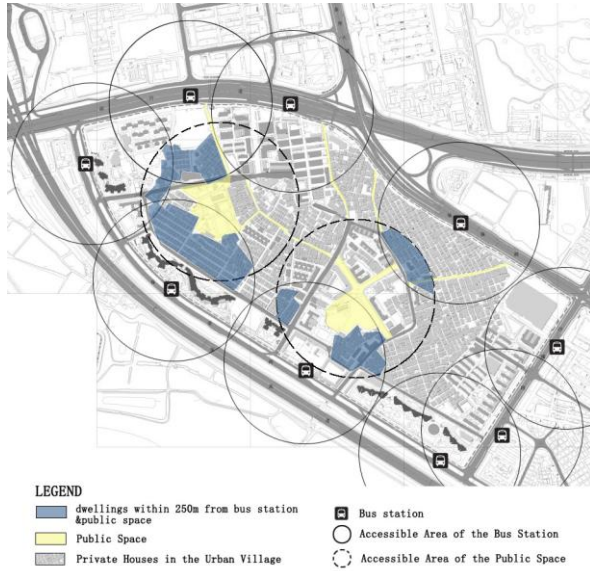 LEGEND
dwellings within 250m from bus station
&public space
Public Space
Private Houses in the Urban Village
Bus station
Accessible Area of the Bus Station
Accessible Area of the Public Space